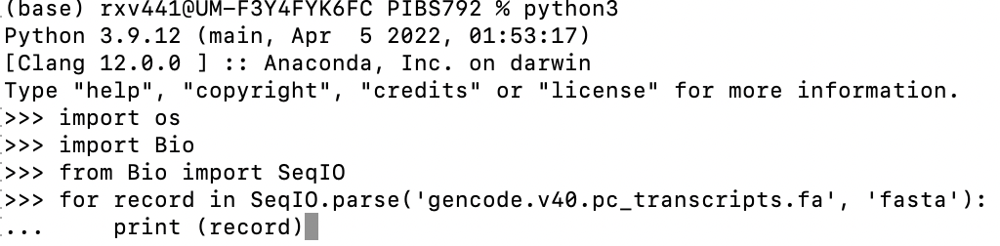 (base) rxv441@UM-F3Y4FYK6FC PIBS792 % python3
Python 3.9.12 (main, Apr  5 2022, 01:53:17)
[Clang 12.0.0 ] :: Anaconda, Inc. on darwin
Type "help", "copyright", "credits" or "license" for more information.
>>> import os
>>> import Bio
>>> from Bio import SeqIO
>>> for record in SeqIO.parse('gencode.v40.pc_transcripts.fa', 'fasta'):
...     print (record)